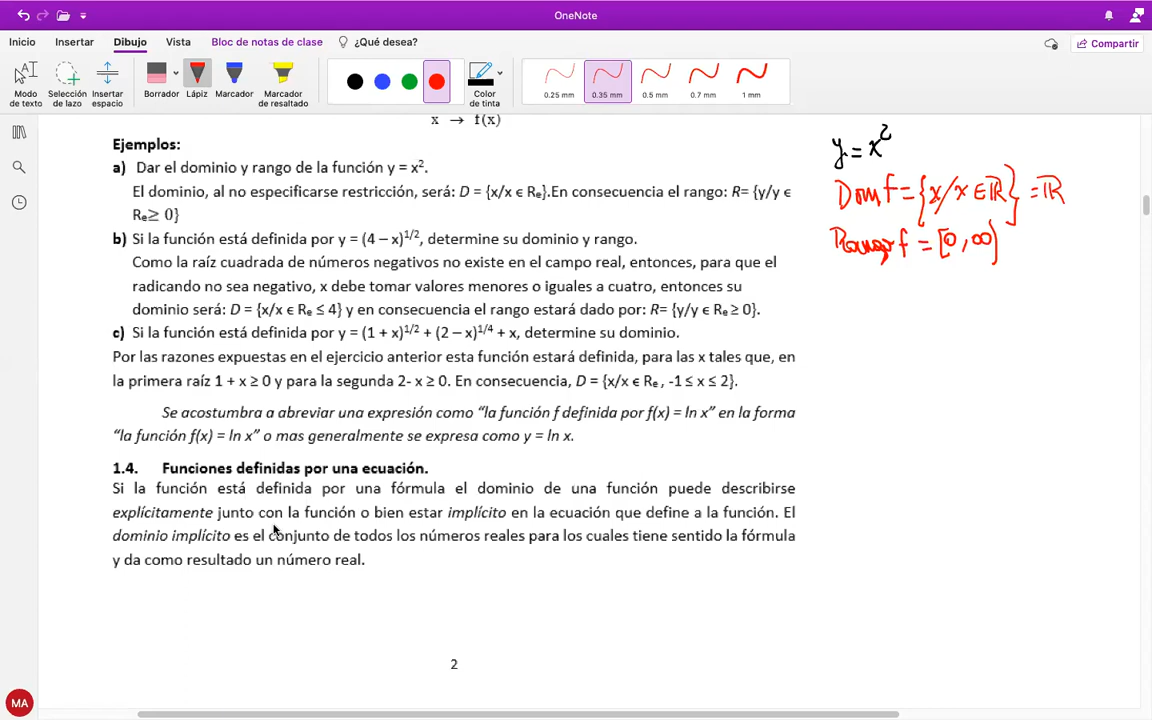 OneNote
Inicio Insertar Dibujo Vista Bloc de notas de clase ¿Qué desea? Compartir
Modo de texto Selección de lazo Insertar espacio Borrador Lápiz Marcador Marcador de resaltado Color de tinta 0.25 mm 0.35 mm 0.5 mm 0.7 mm 1 mm
x → f(x)
Ejemplos:
a) Dar el dominio y rango de la función y = x².
El dominio, al no especificarse restricción, será: D = {x/x ϵ Rₑ}.En consecuencia el rango: R= {y/y ϵ
Rₑ≥ 0}
b) Si la función está definida por y = (4 – x)^1/2, determine su dominio y rango.
Como la raíz cuadrada de números negativos no existe en el campo real, entonces, para que el
radicando no sea negativo, x debe tomar valores menores o iguales a cuatro, entonces su
dominio será: D = {x/x ϵ Rₑ ≤ 4} y en consecuencia el rango estará dado por: R= {y/y ϵ Rₑ ≥ 0}.
c) Si la función está definida por y = (1 + x)^1/2 + (2 – x)^1/4 + x, determine su dominio.
Por las razones expuestas en el ejercicio anterior esta función estará definida, para las x tales que, en
la primera raíz 1 + x ≥ 0 y para la segunda 2- x ≥ 0. En consecuencia, D = {x/x ϵ Rₑ , -1 ≤ x ≤ 2}.
Se acostumbra a abreviar una expresión como “la función f definida por f(x) = ln x” en la forma
“la función f(x) = ln x” o mas generalmente se expresa como y = ln x.
1.4. Funciones definidas por una ecuación.
Si la función está definida por una fórmula el dominio de una función puede describirse
explícitamente junto con la función o bien estar implícito en la ecuación que define a la función. El
dominio implícito es el conjunto de todos los números reales para los cuales tiene sentido la fórmula
y da como resultado un número real.
2
y = x²
Dom f = {x/x ∈ ℝ} = ℝ
Rango f = [0, ∞)
MA